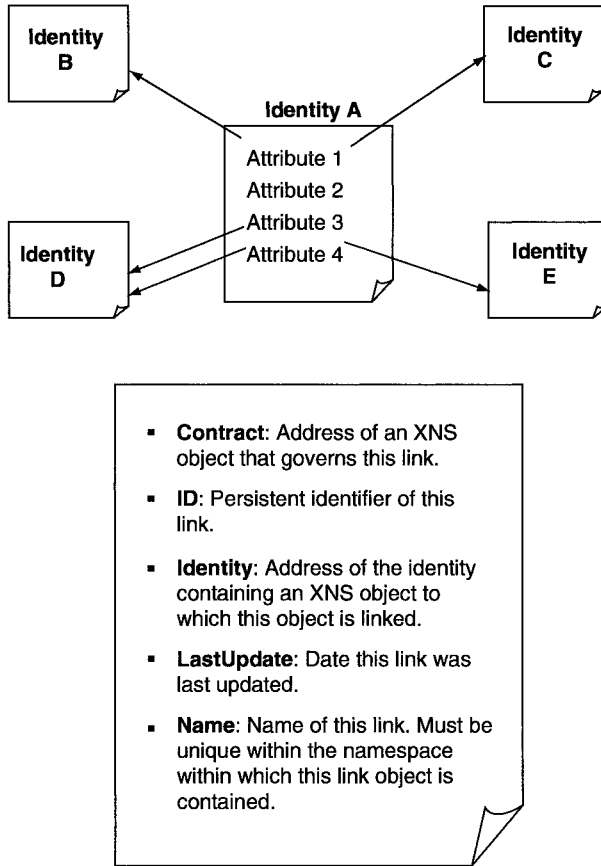 Identity
B
Identity
C
Identity A
Attribute 1
Attribute 2
Attribute 3
Attribute 4
Identity
D
Identity
E
▪ Contract: Address of an XNS
object that governs this link.
▪ ID: Persistent identifier of this
link.
▪ Identity: Address of the identity
containing an XNS object to
which this object is linked.
▪ LastUpdate: Date this link was
last updated.
▪ Name: Name of this link. Must be
unique within the namespace
within which this link object is
contained.